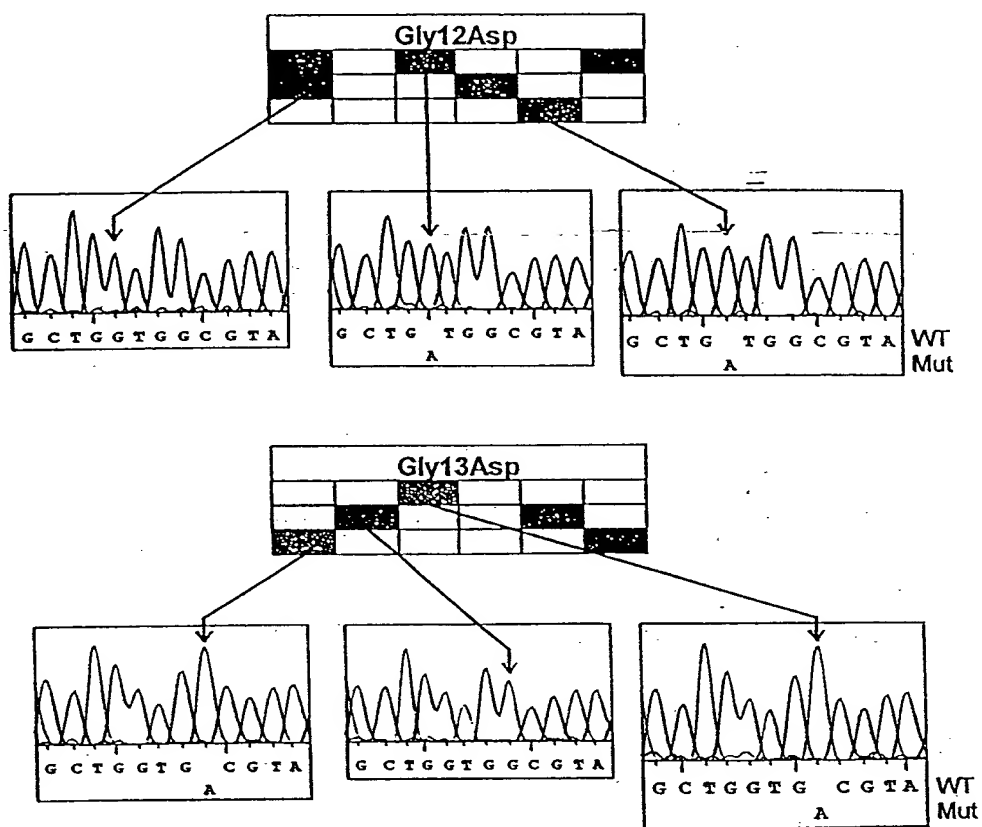 Gly12Asp
G C T G G T G G C G T A
G C T G T G G C G T A
A
G C T G T G G C G T A WT
A Mut
Gly13Asp
G C T G G T G C G T A
A
G C T G G T G G C G T A
G C T G G T G C G T A WT
A Mut